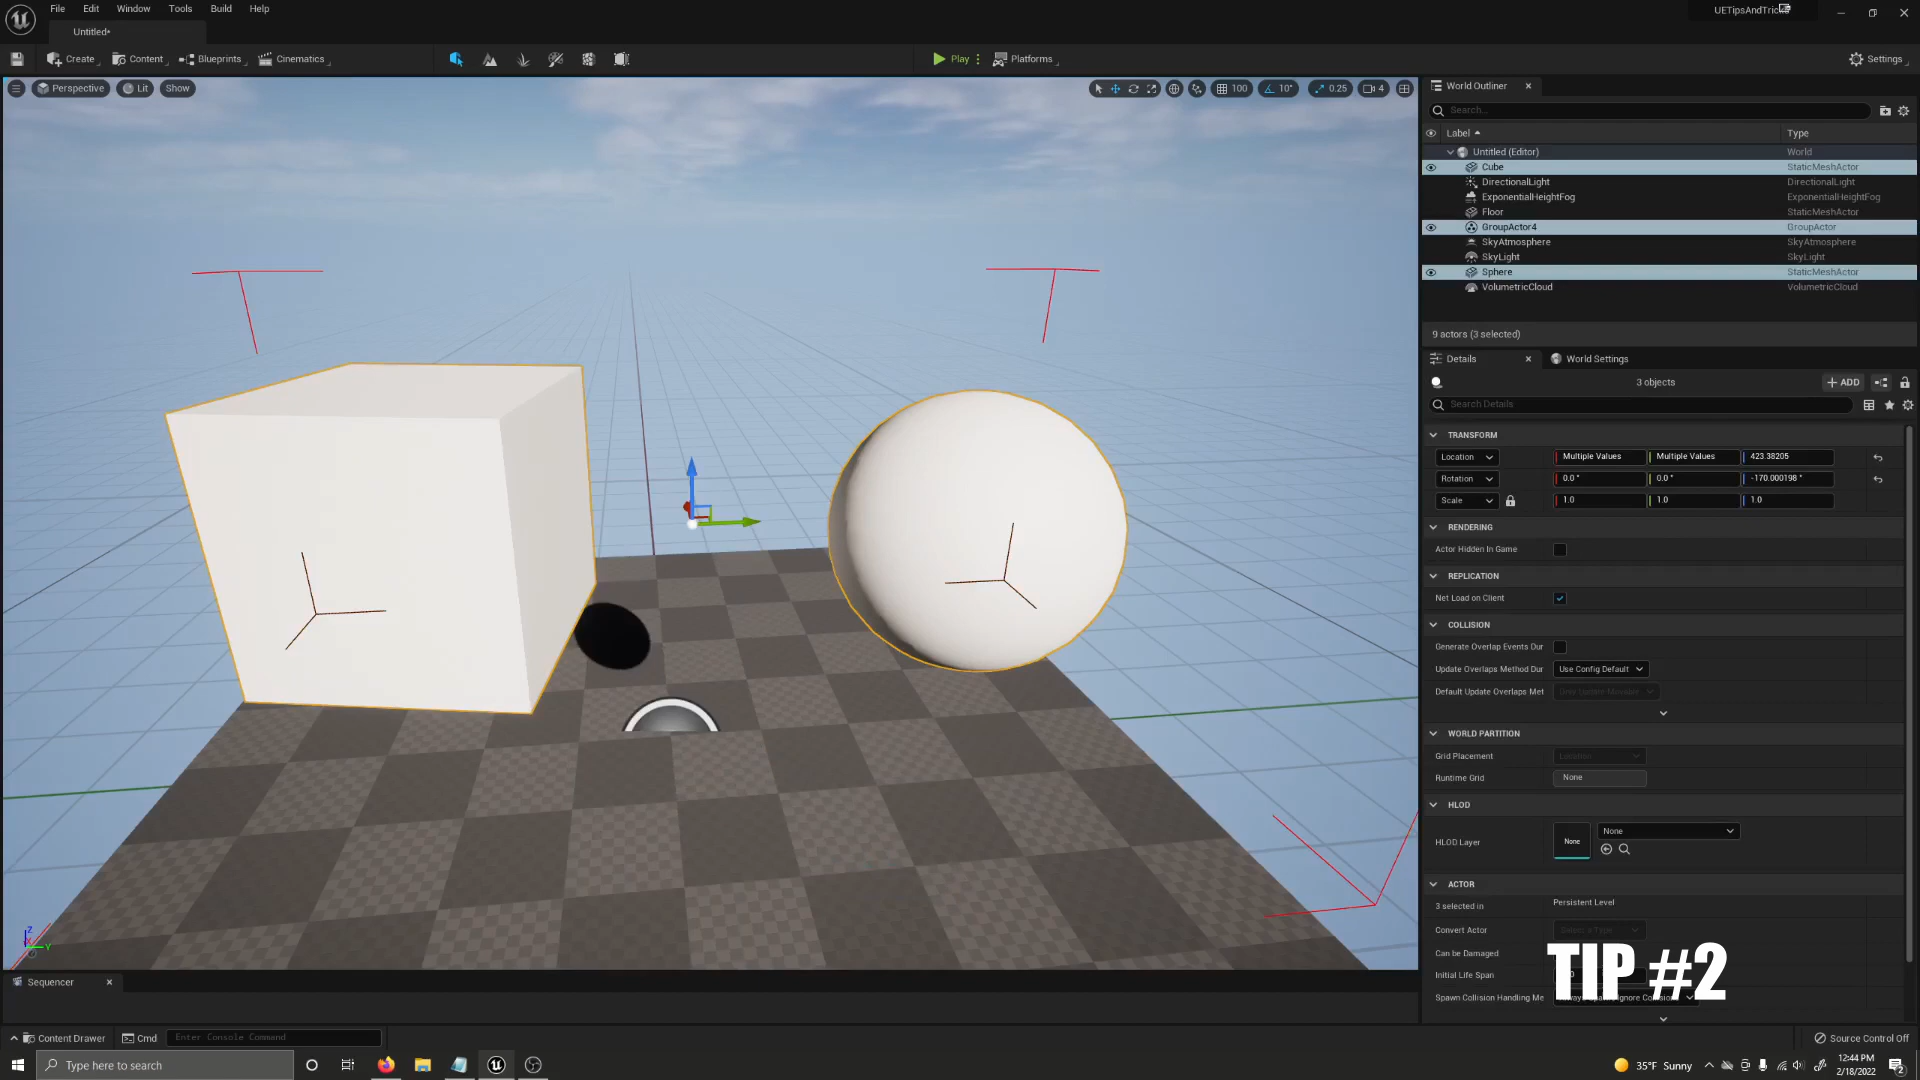 File Edit Window Tools Build Help
UETipsAndTric
Untitled*
Create Content Blueprints Cinematics Play Platforms Settings
Perspective Lit Show
100 10° 0.25 4
World Outliner
Search...
Label Type
Untitled (Editor) World
Cube StaticMeshActor
DirectionalLight DirectionalLight
ExponentialHeightFog ExponentialHeightFog
Floor StaticMeshActor
GroupActor4 GroupActor
SkyAtmosphere SkyAtmosphere
SkyLight SkyLight
Sphere StaticMeshActor
VolumetricCloud VolumetricCloud
9 actors (3 selected)
Details World Settings
3 objects ADD
Search Details
TRANSFORM
Location Multiple Values Multiple Values 423.38205
Rotation 0.0 ° 0.0 ° -170.000198 °
Scale 1.0 1.0 1.0
RENDERING
Actor Hidden In Game
REPLICATION
Net Load on Client
COLLISION
Generate Overlap Events Dur
Update Overlaps Method Dur Use Config Default
Default Update Overlaps Met Only Update Movable
WORLD PARTITION
Grid Placement Location
Runtime Grid None
HLOD
HLOD Layer None None
ACTOR
3 selected in Persistent Level
Convert Actor Select a Type
Can be Damaged
Initial Life Span
Spawn Collision Handling Me
TIP #2
Z
X
Y
Sequencer
Content Drawer Cmd Enter Console Command Source Control Off
Type here to search
35°F Sunny
12:44 PM
2/18/2022
2